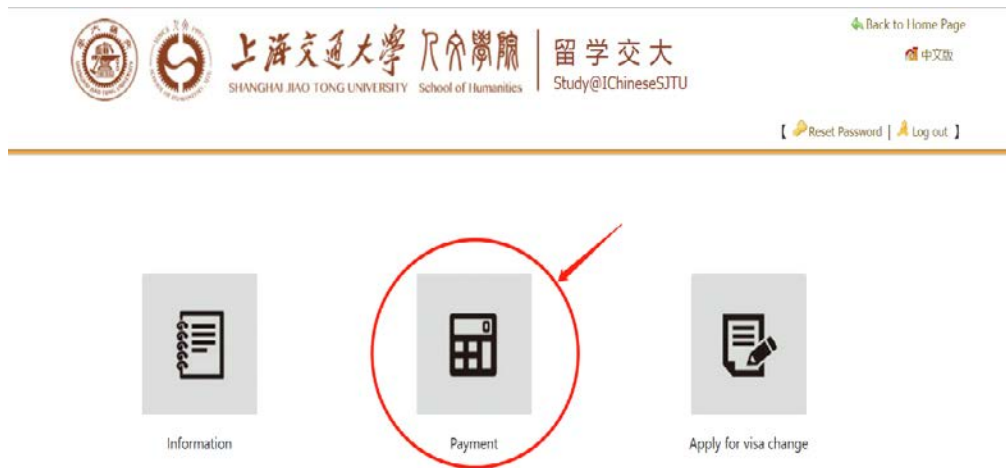 Back to Home Page
中文版
上海交通大学 人文學院
SHANGHAI JIAO TONG UNIVERSITY School of Humanities
留学交大
Study@IChineseSJTU
【 Reset Password | Log out 】
Information
Payment
Apply for visa change